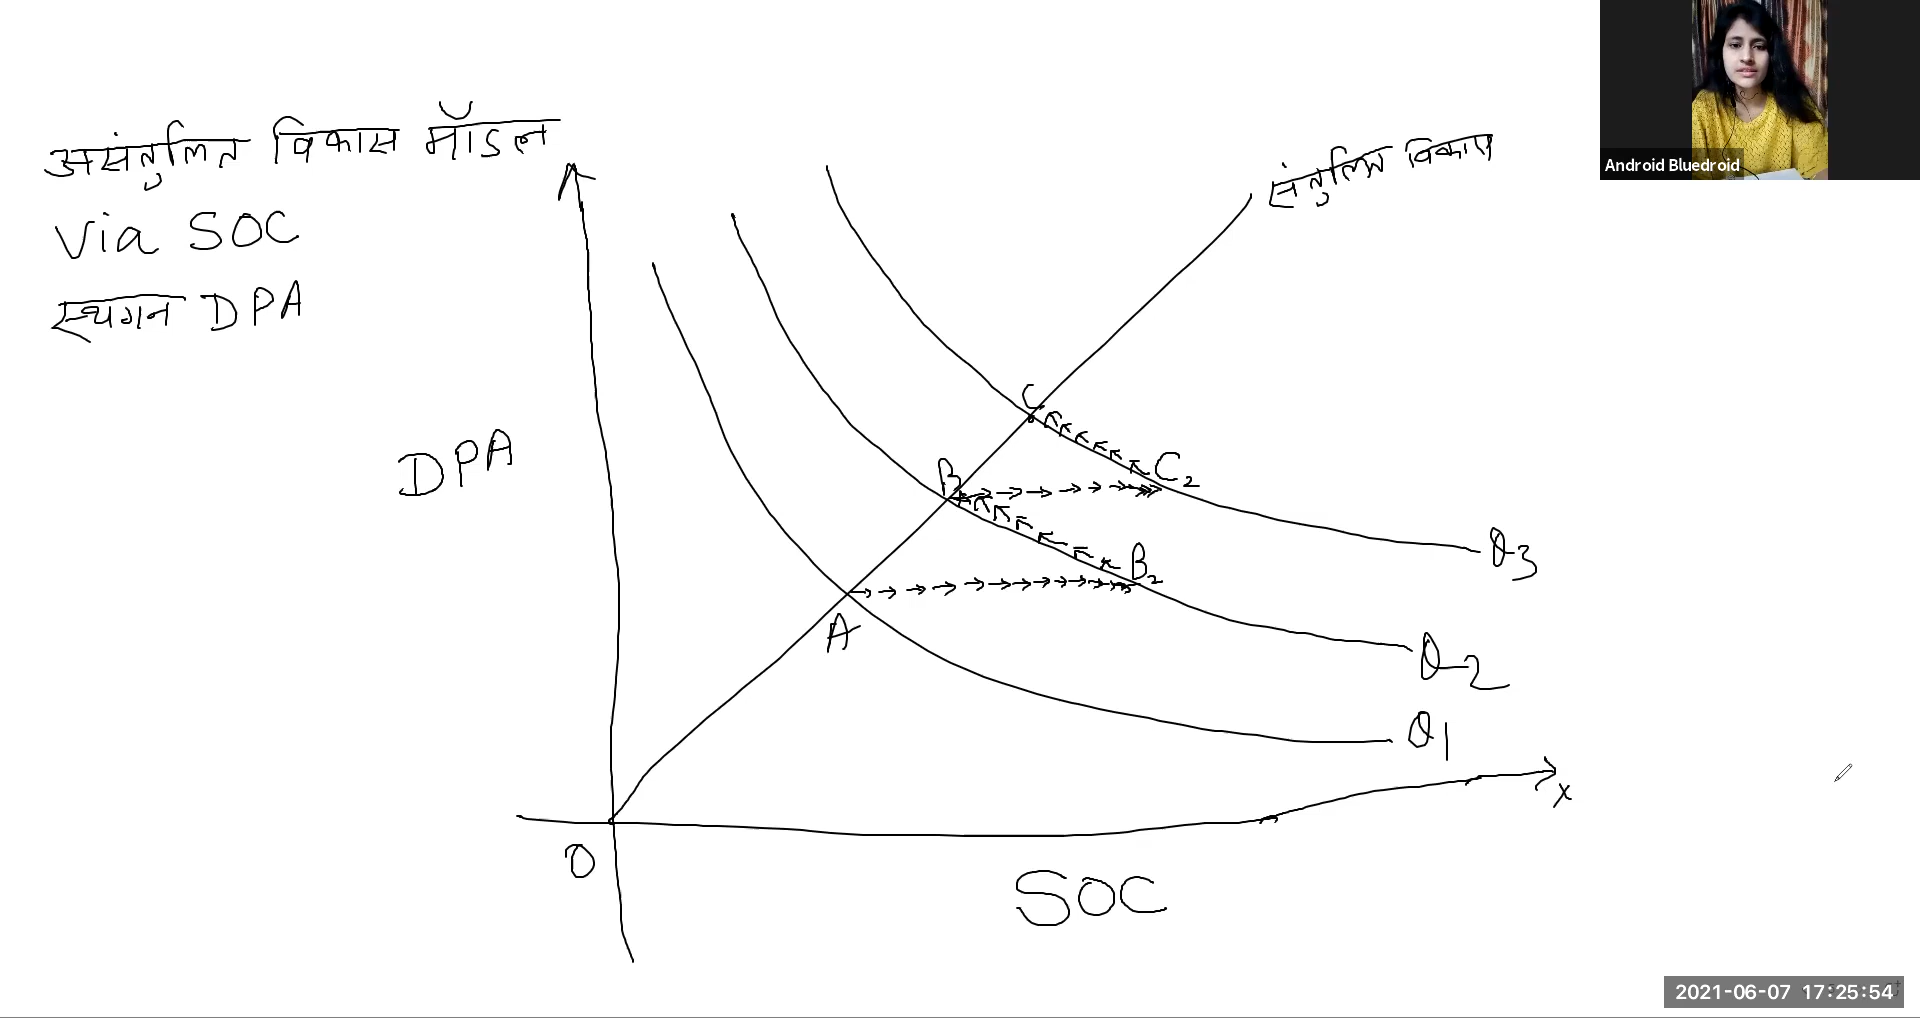 असंतुलित विकास मॉडल
via SOC
स्थगन DPA
संतुलित विकास
DPA
C
C2
B
B2
A
Q3
Q2
Q1
x
O
SOC
Android Bluedroid
2021-06-07 17:25:54